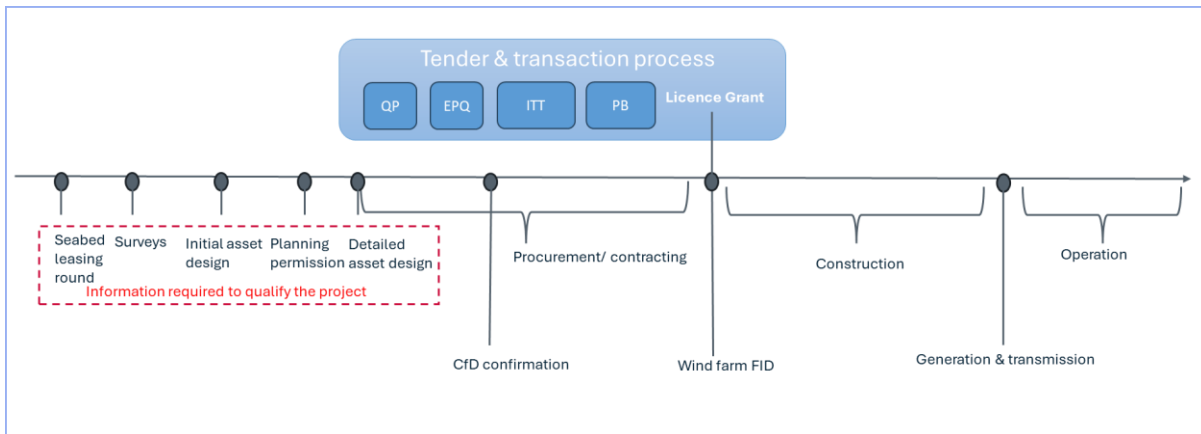 Tender & transaction process
QP
EPQ
ITT
PB
Licence Grant
Seabed
leasing
round
Surveys
Initial asset
design
Planning
permission
Detailed
asset design
Information required to qualify the project
Procurement/ contracting
Construction
Operation
CfD confirmation
Wind farm FID
Generation & transmission